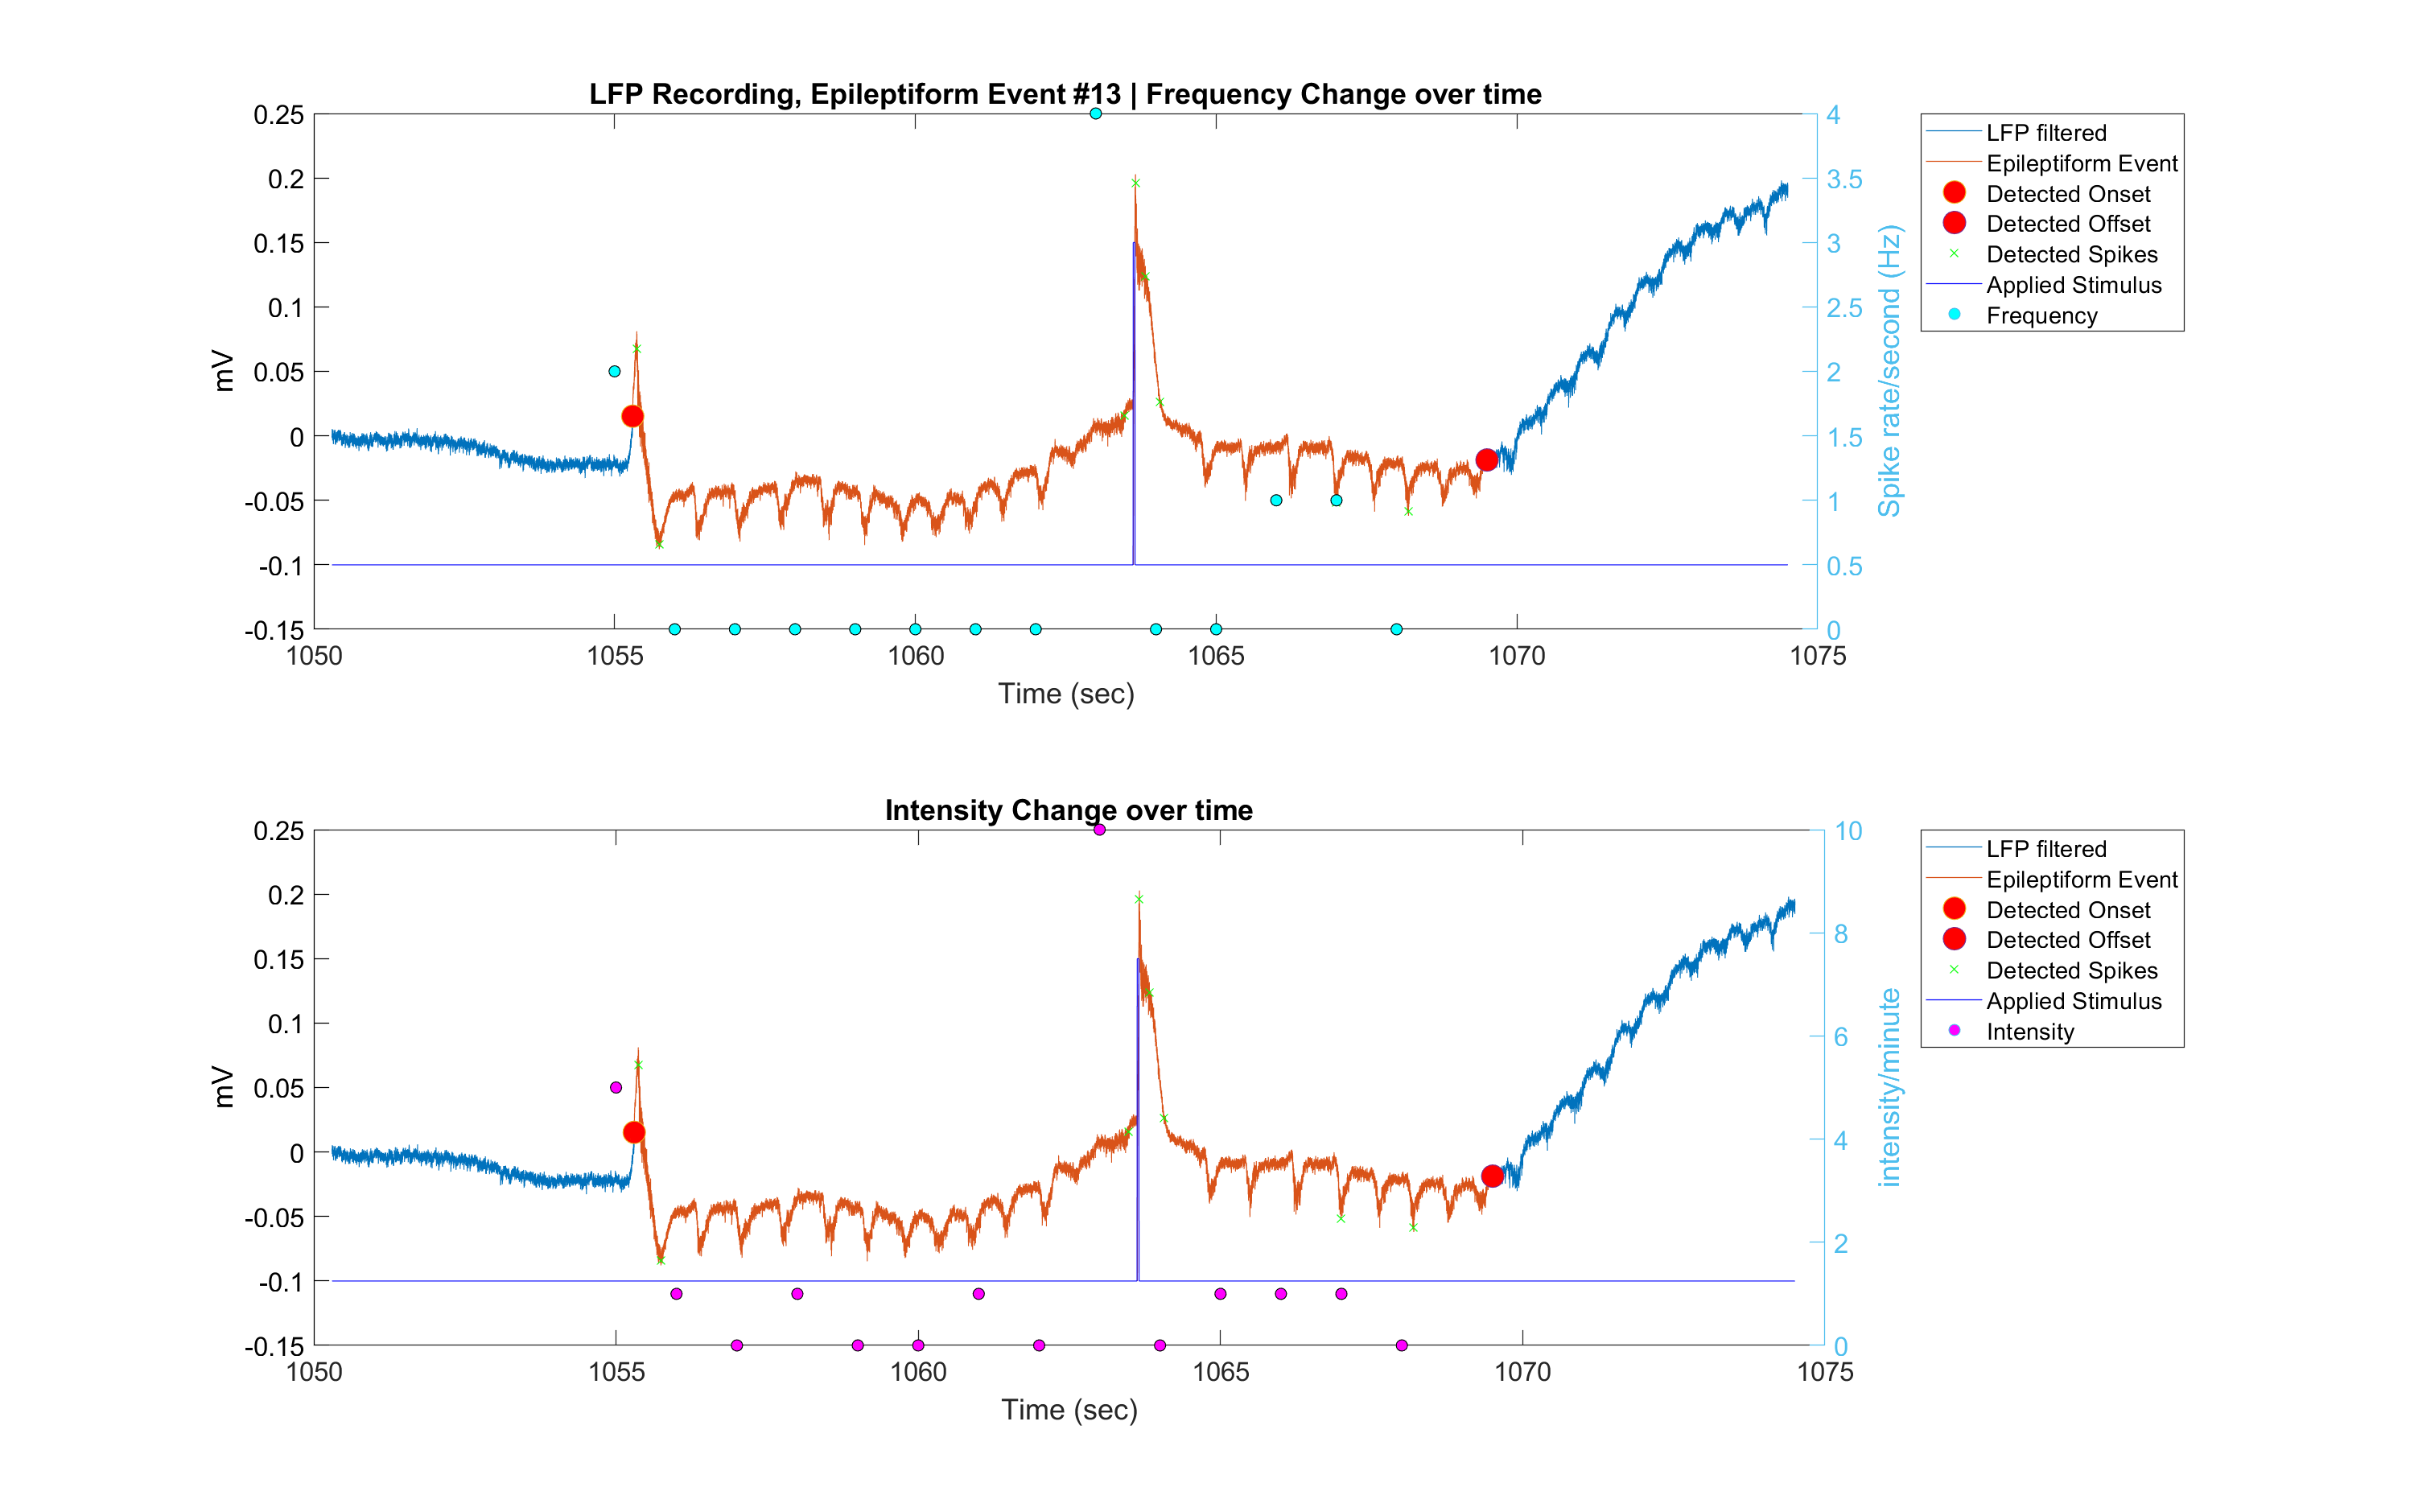 LFP Recording, Epileptiform Event #13 | Frequency Change over time
0.25
0.2
0.15
0.1
0.05
0
-0.05
-0.1
-0.15
mV
1050 1055 1060 1065 1070 1075
Time (sec)
4
3.5
3
2.5
2
1.5
1
0.5
0
Spike rate/second (Hz)
LFP filtered
Epileptiform Event
Detected Onset
Detected Offset
Detected Spikes
Applied Stimulus
Frequency
Intensity Change over time
0.25
0.2
0.15
0.1
0.05
0
-0.05
-0.1
-0.15
mV
1050 1055 1060 1065 1070 1075
Time (sec)
10
8
6
4
2
0
intensity/minute
LFP filtered
Epileptiform Event
Detected Onset
Detected Offset
Detected Spikes
Applied Stimulus
Intensity